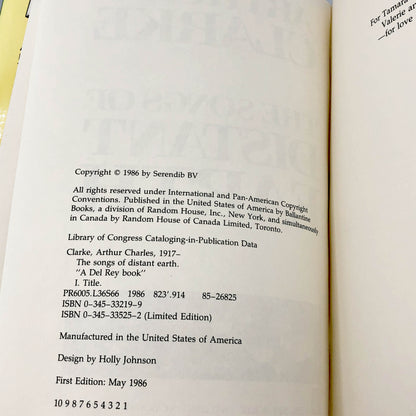 Copyright © 1986 by Serendib BV
All rights reserved under International and Pan-American Copyright
Conventions. Published in the United States of America by Ballantine
Books, a division of Random House, Inc., New York, and simultaneously
in Canada by Random House of Canada Limited, Toronto.
Library of Congress Cataloging-in-Publication Data
Clarke, Arthur Charles, 1917–
The songs of distant earth.
"A Del Rey book"
I. Title.
PR6005.L36S66 1986 823'.914 85-26825
ISBN 0-345-33219-9
ISBN 0-345-33525-2 (Limited Edition)
Manufactured in the United States of America
Design by Holly Johnson
First Edition: May 1986
10 9 8 7 6 5 4 3 2 1
For Tamara
Valerie an
—for love